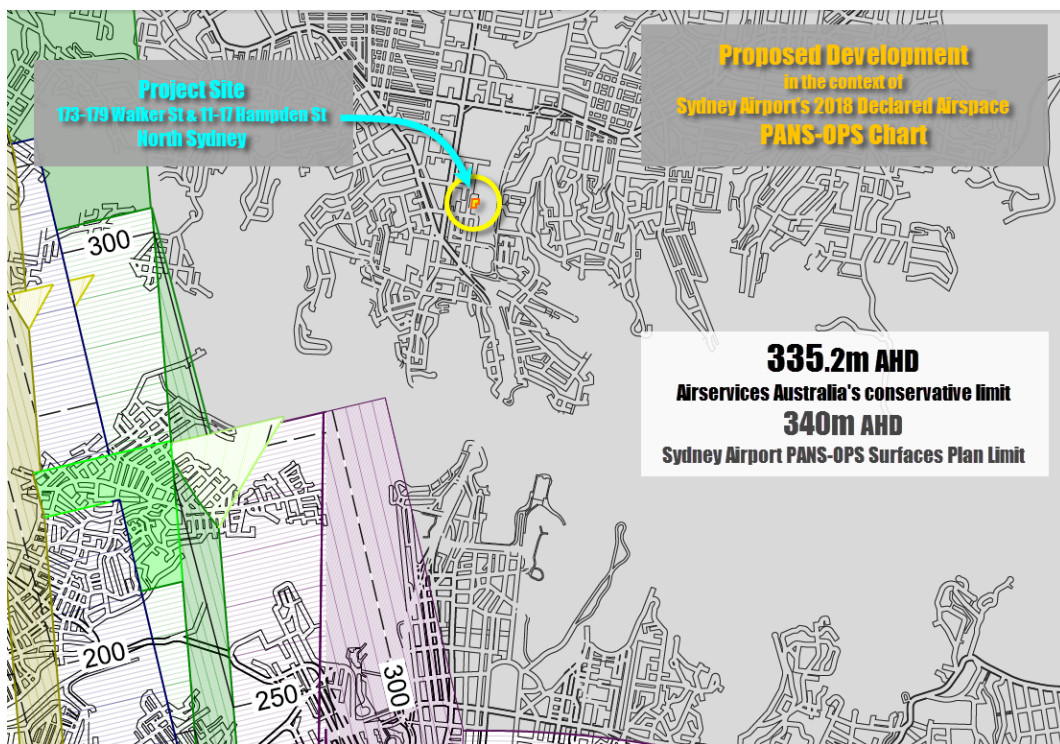 Project Site
173-179 Walker St & 11-17 Hampden St
North Sydney
Proposed Development
in the context of
Sydney Airport's 2018 Declared Airspace
PANS-OPS Chart
300
335.2m AHD
Airservices Australia's conservative limit
340m AHD
Sydney Airport PANS-OPS Surfaces Plan Limit
200
250
300